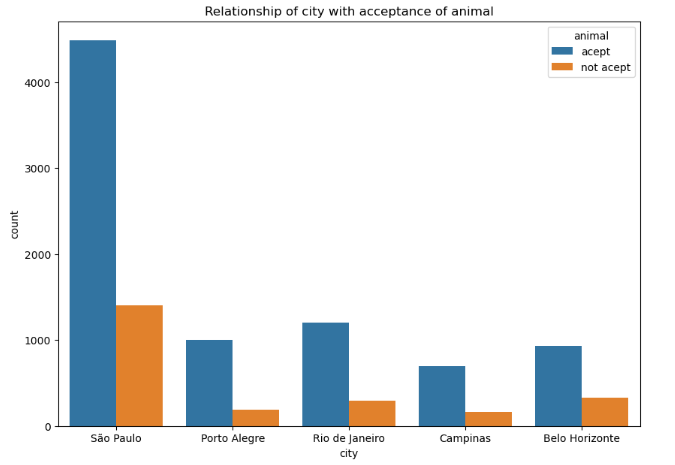 Relationship of city with acceptance of animal
animal
acept
not acept
4000
3000
2000
1000
0
count
São Paulo
Porto Alegre
Rio de Janeiro
Campinas
Belo Horizonte
city